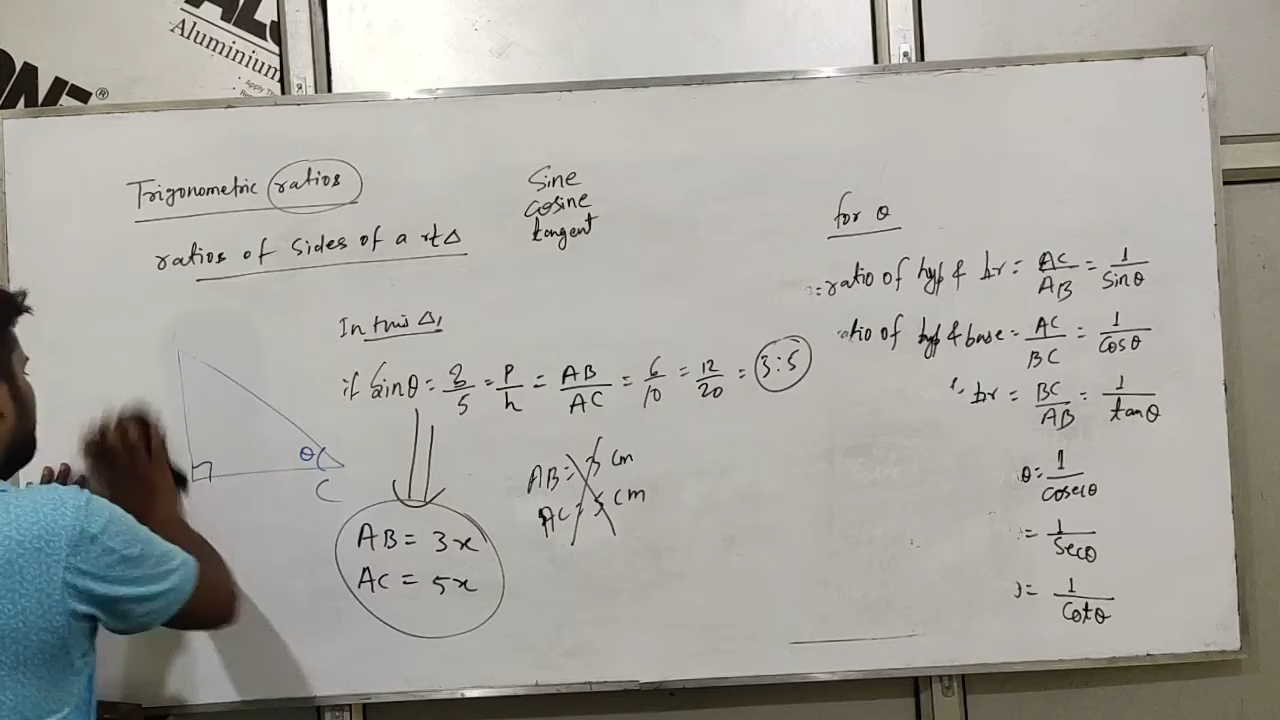 Aluminium
Trigonometric ratios
ratios of sides of a rt Δ
Sine
cosine
tangent
In this Δ,
if Sinθ = 3/5 = P/h = AB/AC = 6/10 = 12/20 = 3:5
AB = 3 cm
AC = 5 cm
AB = 3x
AC = 5x
θ
C
for θ
ratio of hyp & br = AC/AB = 1/Sinθ
ratio of hyp & base = AC/BC = 1/Cosθ
br = BC/AB = 1/tanθ
θ = 1/Cosecθ
= 1/Secθ
= 1/Cotθ